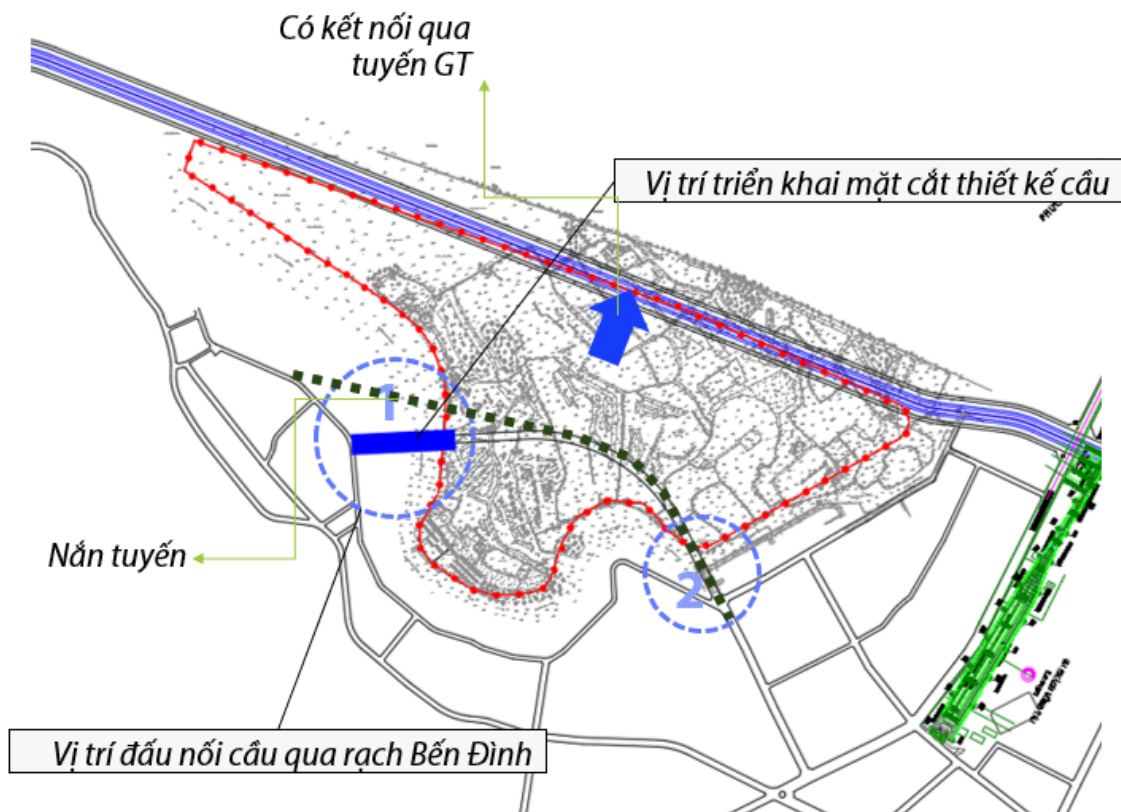 Có kết nối qua
tuyến GT
Vị trí triển khai mặt cắt thiết kế cầu
1
Nắn tuyến
2
Vị trí đấu nối cầu qua rạch Bến Đình